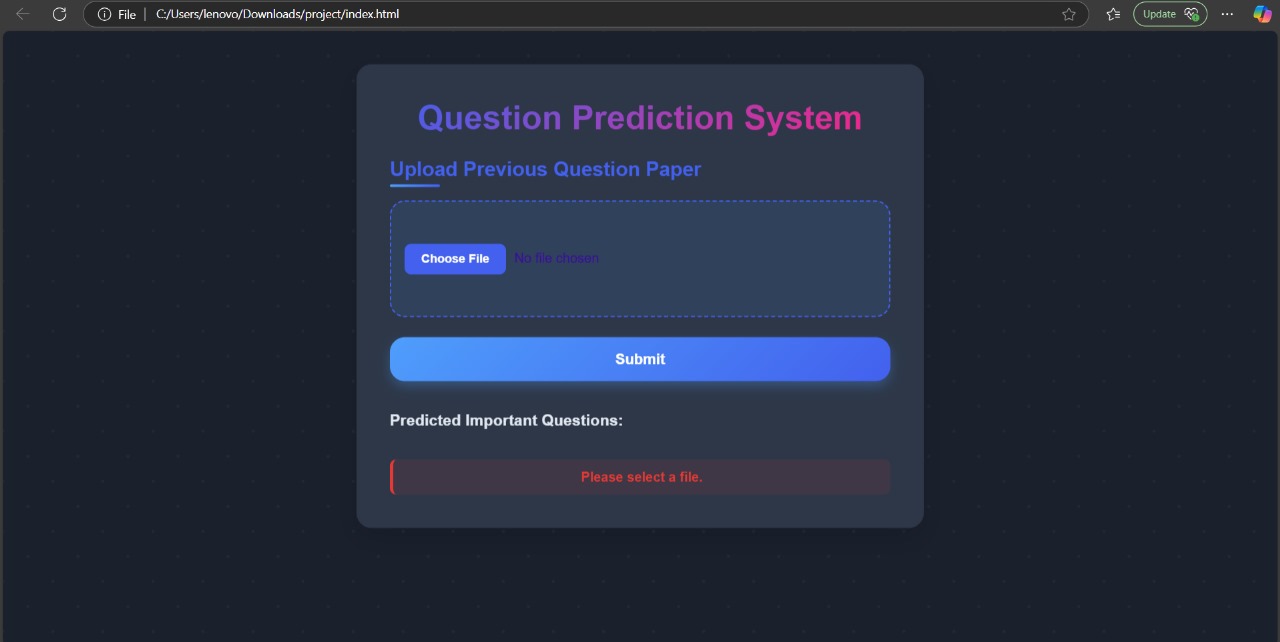 File C:/Users/lenovo/Downloads/project/index.html Update
Question Prediction System
Upload Previous Question Paper
Choose File No file chosen
Submit
Predicted Important Questions:
Please select a file.